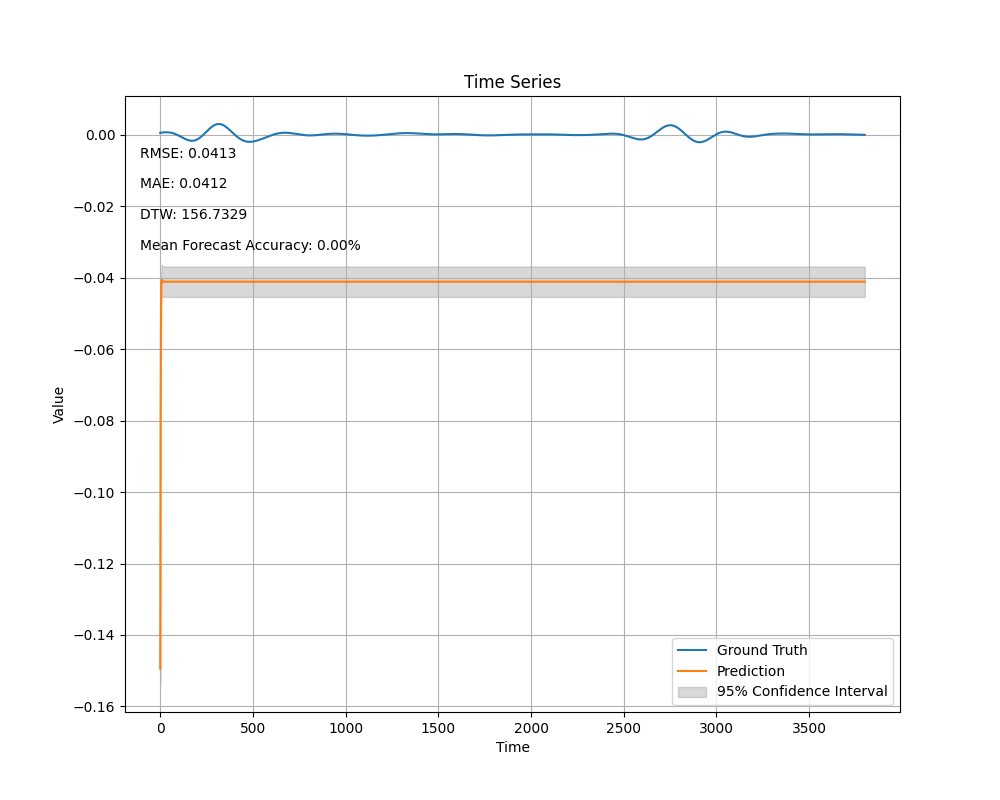 Time Series
0.00
RMSE: 0.0413
MAE: 0.0412
−0.02
DTW: 156.7329
Mean Forecast Accuracy: 0.00%
−0.04
−0.06
−0.08
−0.10
−0.12
−0.14
−0.16
Value
Ground Truth
Prediction
95% Confidence Interval
0 500 1000 1500 2000 2500 3000 3500
Time